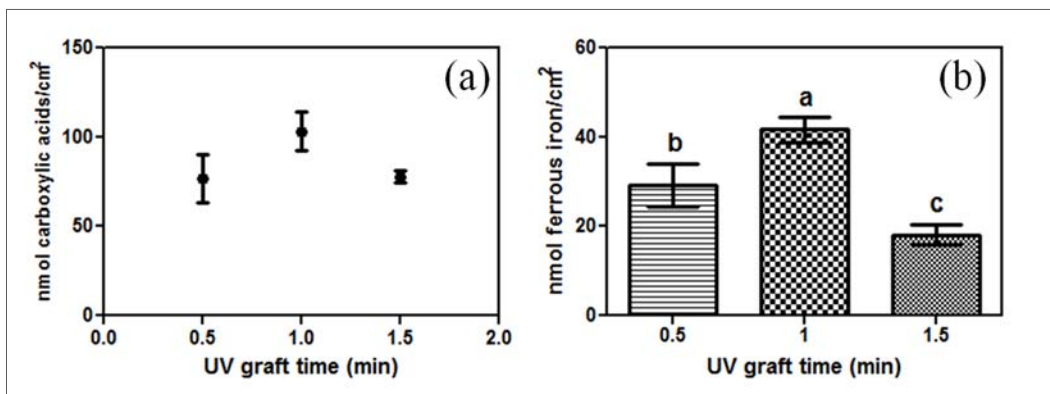 (a)
nmol carboxylic acids/cm²
150
100
50
0
0.0 0.5 1.0 1.5 2.0
UV graft time (min)
(b)
nmol ferrous iron/cm²
60
40
20
0
b a c
0.5 1 1.5
UV graft time (min)